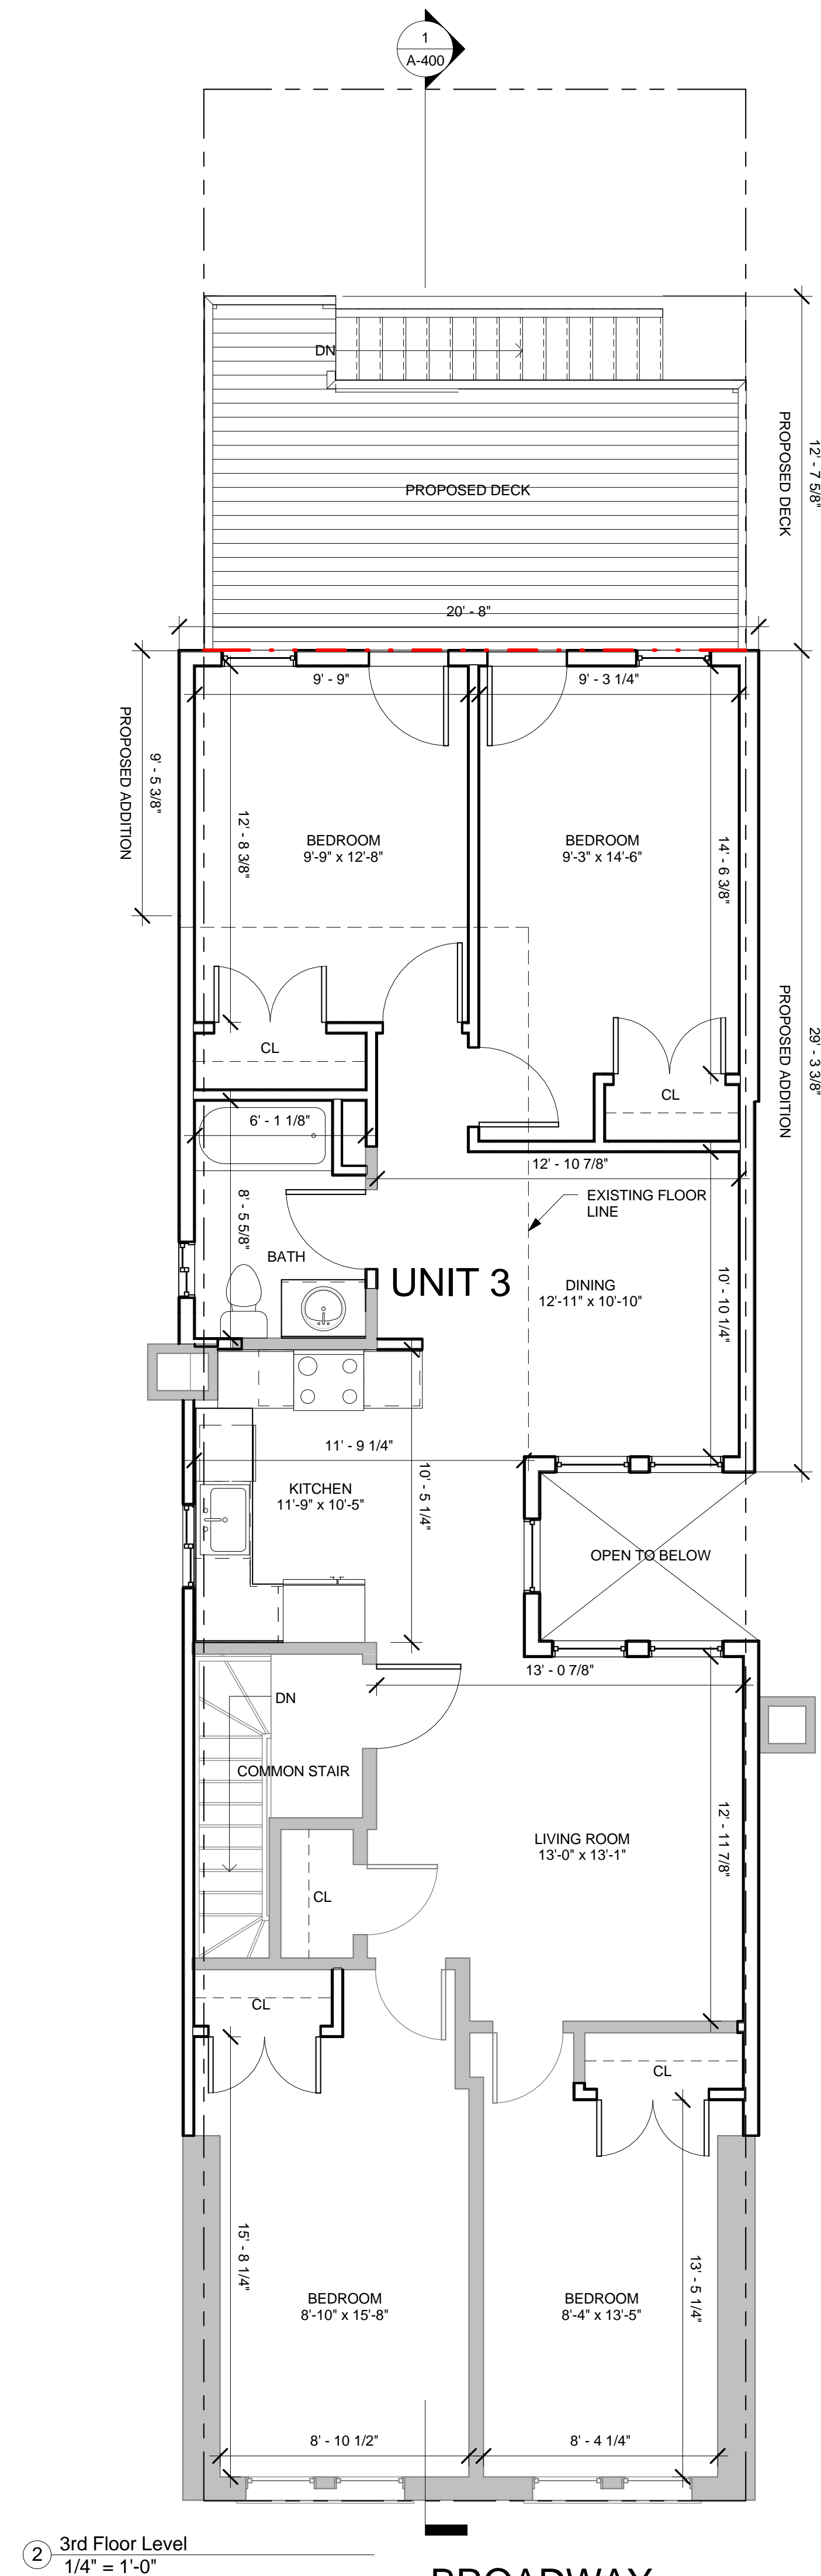 1
A-400
DN
PROPOSED DECK
PROPOSED DECK
12' - 7 5/8"
20' - 8"
9' - 9"
9' - 3 1/4"
PROPOSED ADDITION
9' - 5 3/8"
12' - 8 3/8"
BEDROOM
9'-9" x 12'-8"
BEDROOM
9'-3" x 14'-6"
14' - 6 3/8"
PROPOSED ADDITION
29' - 3 3/8"
CL
CL
6' - 1 1/8"
12' - 10 7/8"
8' - 5 5/8"
EXISTING FLOOR
LINE
BATH
UNIT 3
DINING
12'-11" x 10'-10"
10' - 10 1/4"
11' - 9 1/4"
KITCHEN
11'-9" x 10'-5"
10' - 5 1/4"
OPEN TO BELOW
13' - 0 7/8"
DN
COMMON STAIR
LIVING ROOM
13'-0" x 13'-1"
12' - 11 7/8"
CL
CL
CL
15' - 8 1/4"
13' - 5 1/4"
BEDROOM
8'-10" x 15'-8"
BEDROOM
8'-4" x 13'-5"
8' - 10 1/2"
8' - 4 1/4"
2
3rd Floor Level
1/4" = 1'-0"
BROADWAY